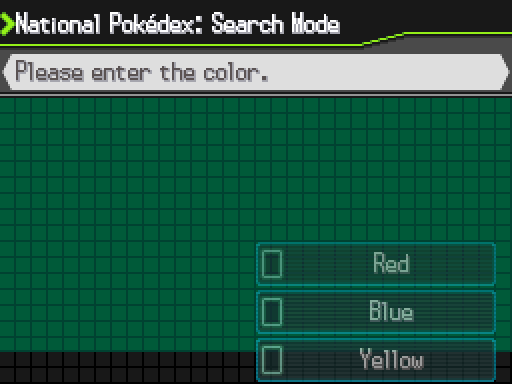 National Pokédex: Search Mode
Please enter the color.
Red
Blue
Yellow